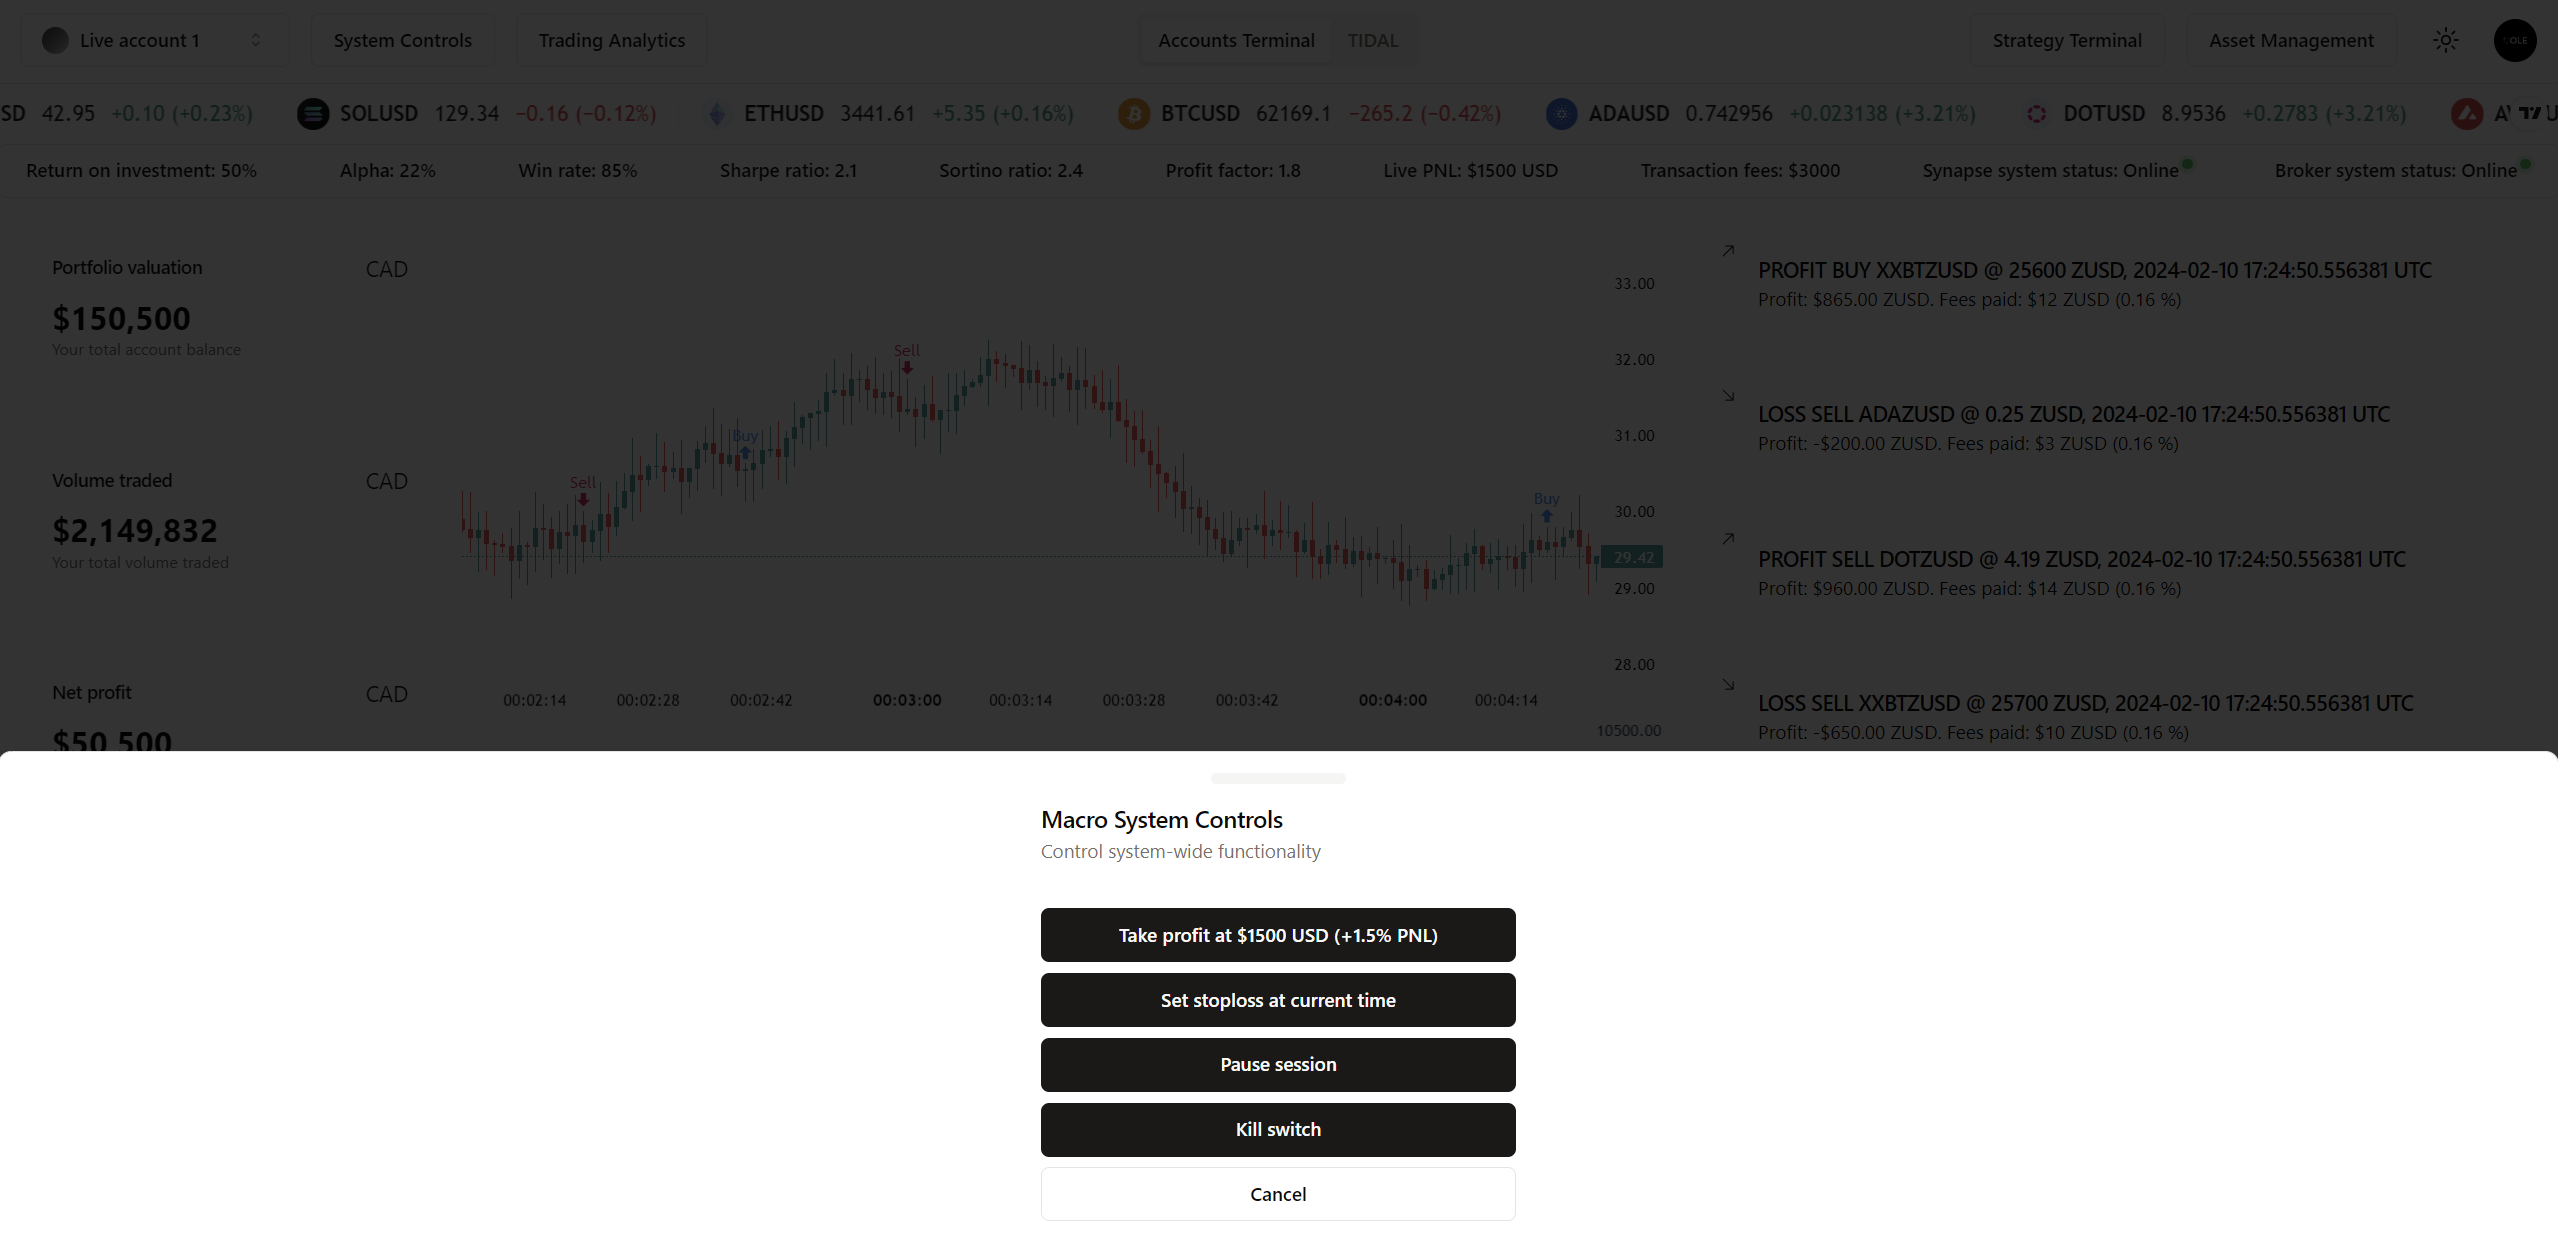 Live account 1
System Controls
Trading Analytics
Accounts Terminal
TIDAL
Strategy Terminal
Asset Management
OLE
SD 42.95 +0.10 (+0.23%)
SOLUSD 129.34 −0.16 (−0.12%)
ETHUSD 3441.61 +5.35 (+0.16%)
BTCUSD 62169.1 −265.2 (−0.42%)
ADAUSD 0.742956 +0.023138 (+3.21%)
DOTUSD 8.9536 +0.2783 (+3.21%)
Return on investment: 50%
Alpha: 22%
Win rate: 85%
Sharpe ratio: 2.1
Sortino ratio: 2.4
Profit factor: 1.8
Live PNL: $1500 USD
Transaction fees: $3000
Synapse system status: Online
Broker system status: Online
Portfolio valuation
CAD
$150,500
Your total account balance
Volume traded
CAD
$2,149,832
Your total volume traded
Net profit
CAD
$50,500
Sell
Buy
Sell
Buy
33.00
32.00
31.00
30.00
29.42
29.00
28.00
00:02:14
00:02:28
00:02:42
00:03:00
00:03:14
00:03:28
00:03:42
00:04:00
00:04:14
10500.00
PROFIT BUY XXBTZUSD @ 25600 ZUSD, 2024-02-10 17:24:50.556381 UTC
Profit: $865.00 ZUSD. Fees paid: $12 ZUSD (0.16 %)
LOSS SELL ADAZUSD @ 0.25 ZUSD, 2024-02-10 17:24:50.556381 UTC
Profit: -$200.00 ZUSD. Fees paid: $3 ZUSD (0.16 %)
PROFIT SELL DOTZUSD @ 4.19 ZUSD, 2024-02-10 17:24:50.556381 UTC
Profit: $960.00 ZUSD. Fees paid: $14 ZUSD (0.16 %)
LOSS SELL XXBTZUSD @ 25700 ZUSD, 2024-02-10 17:24:50.556381 UTC
Profit: -$650.00 ZUSD. Fees paid: $10 ZUSD (0.16 %)
Macro System Controls
Control system-wide functionality
Take profit at $1500 USD (+1.5% PNL)
Set stoploss at current time
Pause session
Kill switch
Cancel